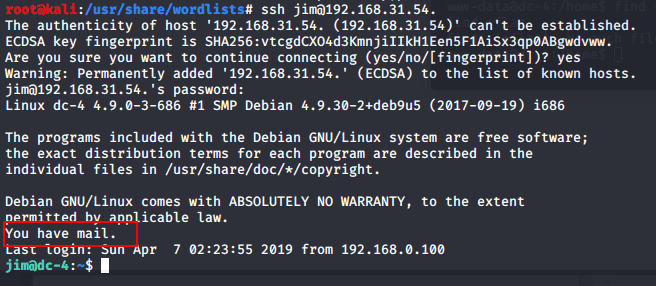 root@kali:/usr/share/wordlists# ssh jim@192.168.31.54.
The authenticity of host '192.168.31.54. (192.168.31.54)' can't be established.
ECDSA key fingerprint is SHA256:vtcgdCXO4d3KmnjiIIkH1Een5F1AiSx3qp0ABgwdvww.
Are you sure you want to continue connecting (yes/no/[fingerprint])? yes
Warning: Permanently added '192.168.31.54.' (ECDSA) to the list of known hosts.
jim@192.168.31.54.'s password:
Linux dc-4 4.9.0-3-686 #1 SMP Debian 4.9.30-2+deb9u5 (2017-09-19) i686
The programs included with the Debian GNU/Linux system are free software;
the exact distribution terms for each program are described in the
individual files in /usr/share/doc/*/copyright.
Debian GNU/Linux comes with ABSOLUTELY NO WARRANTY, to the extent
permitted by applicable law.
You have mail.
Last login: Sun Apr  7 02:23:55 2019 from 192.168.0.100
jim@dc-4:~$